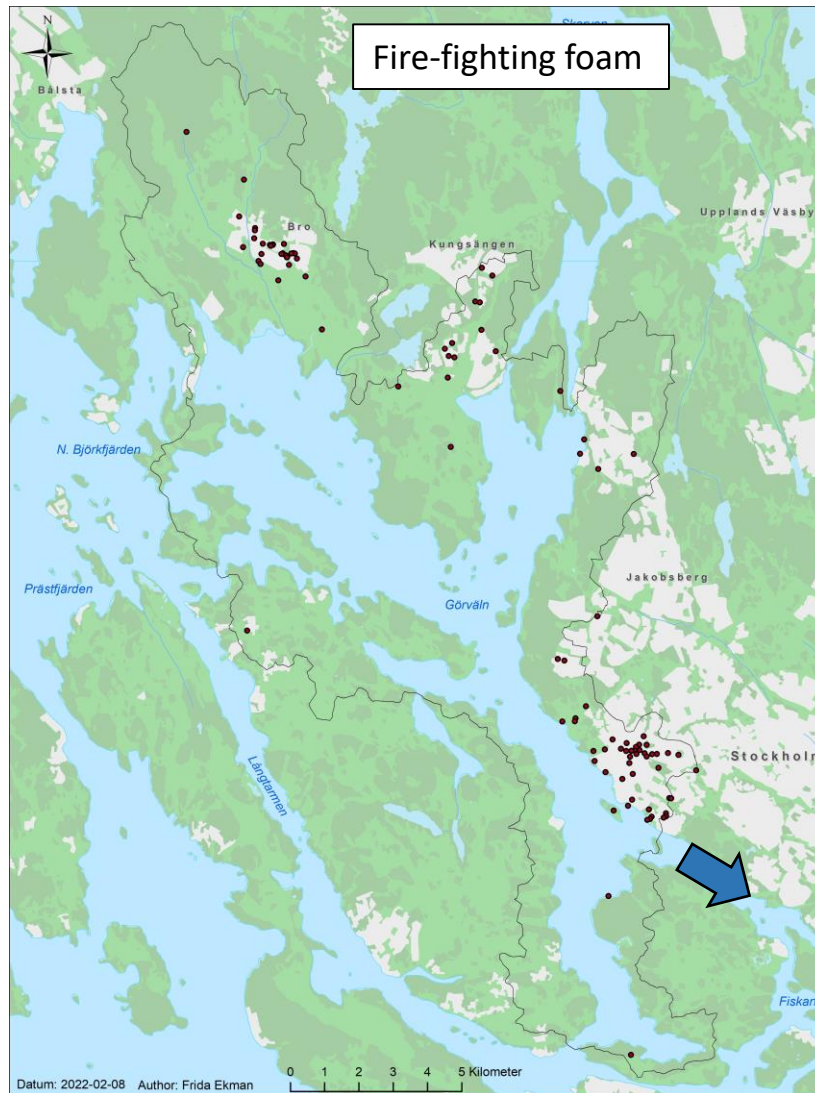 Fire-fighting foam
N
Skarven
Bålsta
Upplands Väsby
Bro
Kungsängen
N. Björkfjärden
Jakobsberg
Prästfjärden
Görväln
Långtarmen
Stockholm
Fiskar
0 1 2 3 4 5 Kilometer
Datum: 2022-02-08 Author: Frida Ekman